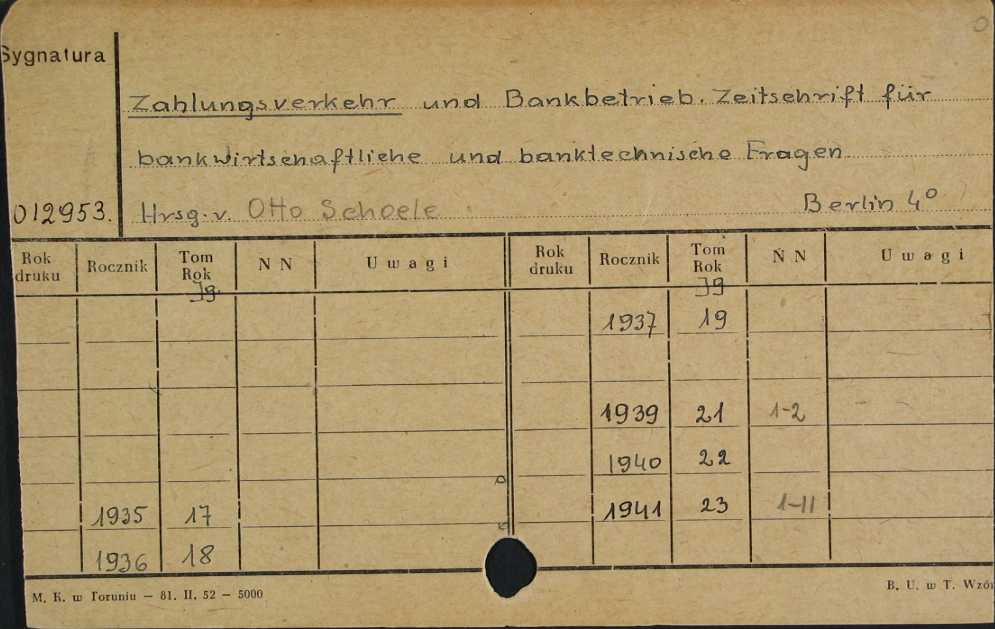 Sygnatura
Zahlungsverkehr und Bankbetrieb. Zeitschrift für
bankwirtschaftliche und banktechnische Fragen
012953. Hrsg. v. Otto Schoele Berlin 4°
Rok druku Rocznik Tom Rok N N Uwagi Rok druku Rocznik Tom Rok N N Uwagi
Jg. Jg
1937 19
1939 21 1-2
1940 22
1935 17 1941 23 1-11
1936 18
M. K. w Toruniu — 81. II. 52 — 5000 B. U. w T. Wzór